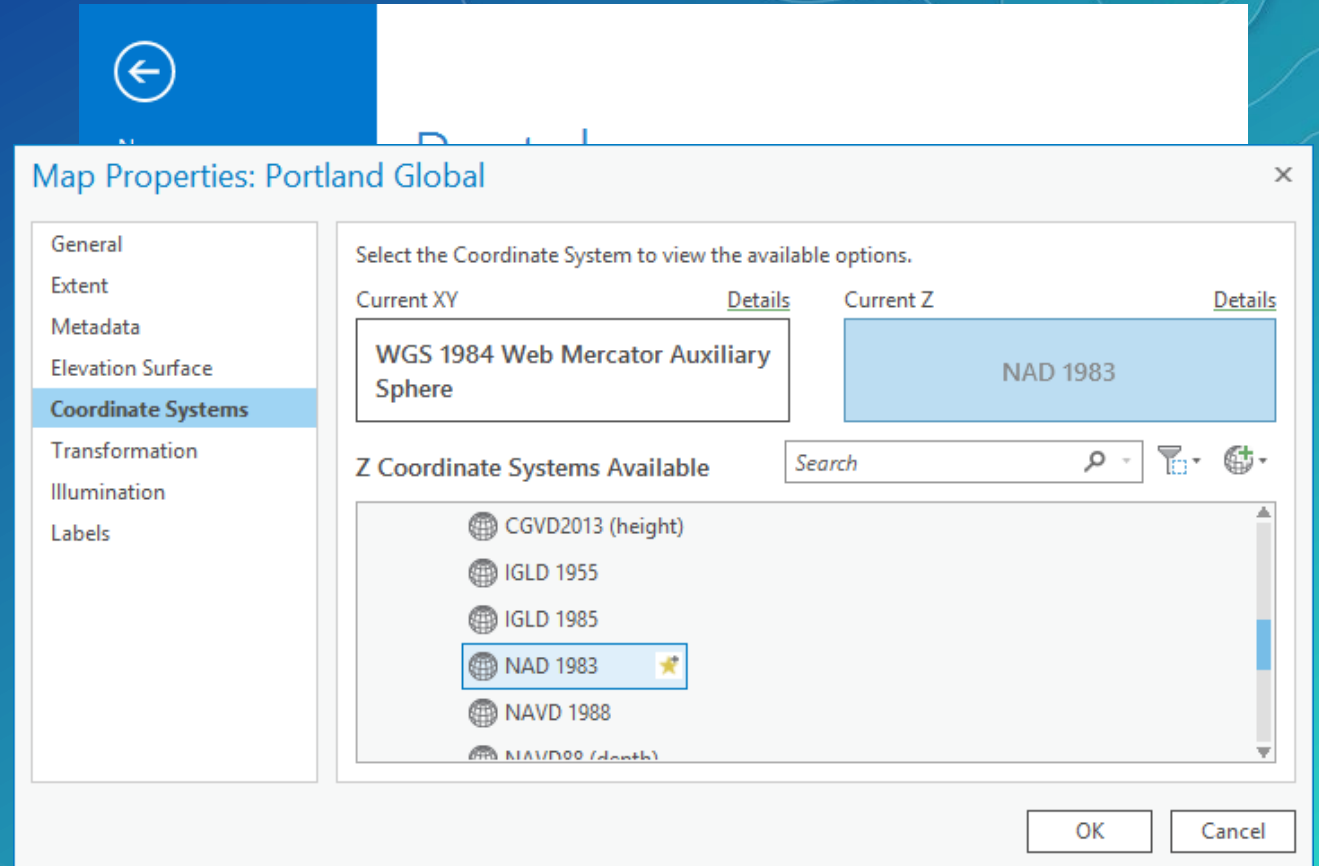 Map Properties: Portland Global
General
Extent
Metadata
Elevation Surface
Coordinate Systems
Transformation
Illumination
Labels
Select the Coordinate System to view the available options.
Current XY
Details
WGS 1984 Web Mercator Auxiliary
Sphere
Current Z
Details
NAD 1983
Z Coordinate Systems Available
Search
CGVD2013 (height)
IGLD 1955
IGLD 1985
NAD 1983
NAVD 1988
NAVD88 (depth)
OK
Cancel